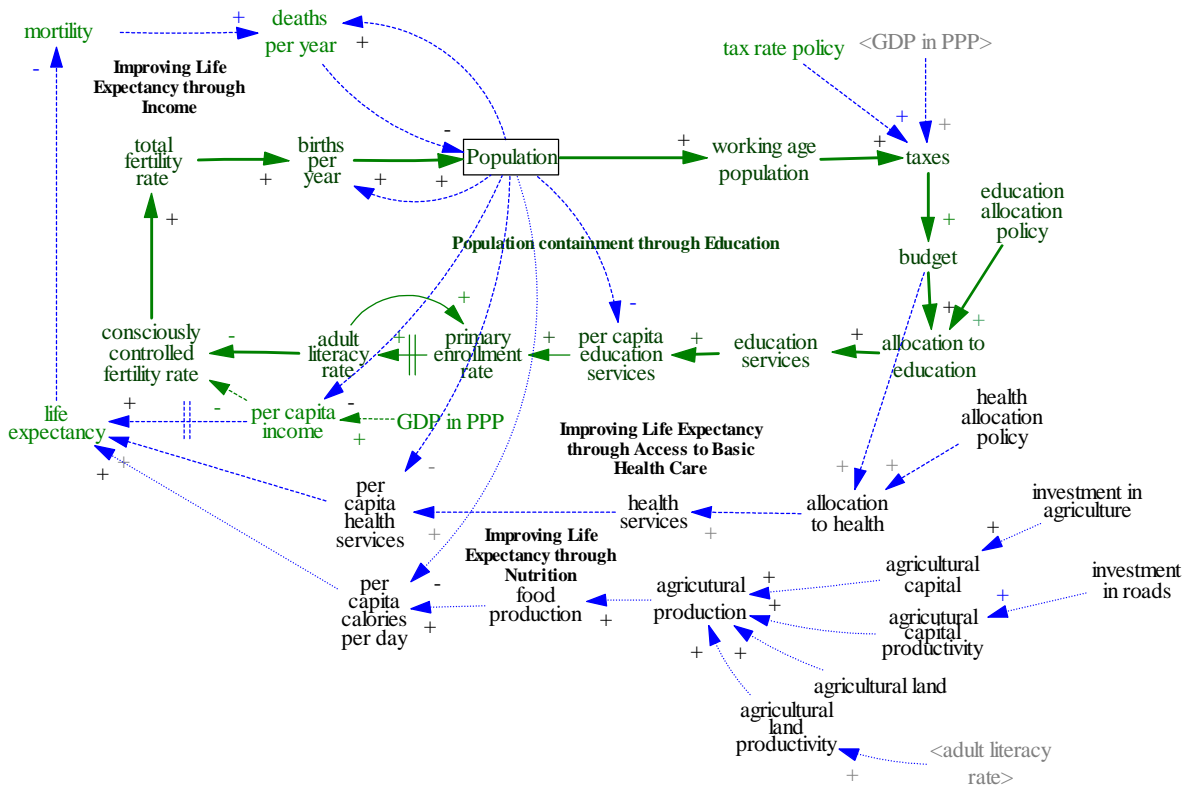 mortility
deaths
per year
Improving Life
Expectancy through
Income
tax rate policy
<GDP in PPP>
total
fertility
rate
births
per
year
Population
working age
population
taxes
education
allocation
policy
Population containment through Education
budget
consciously
controlled
fertility rate
adult
literacy
rate
primary
enrollment
rate
per capita
education
services
education
services
allocation to
education
life
expectancy
per capita
income
GDP in PPP
health
allocation
policy
Improving Life Expectancy
through Access to Basic
Health Care
per
capita
health
services
health
services
allocation
to health
investment in
agriculture
Improving Life
Expectancy through
Nutrition
food
production
per
capita
calories
per day
agricutural
production
agricultural
capital
investment
in roads
agricutural
capital
productivity
agricultural land
agricultural
land
productivity
<adult literacy
rate>